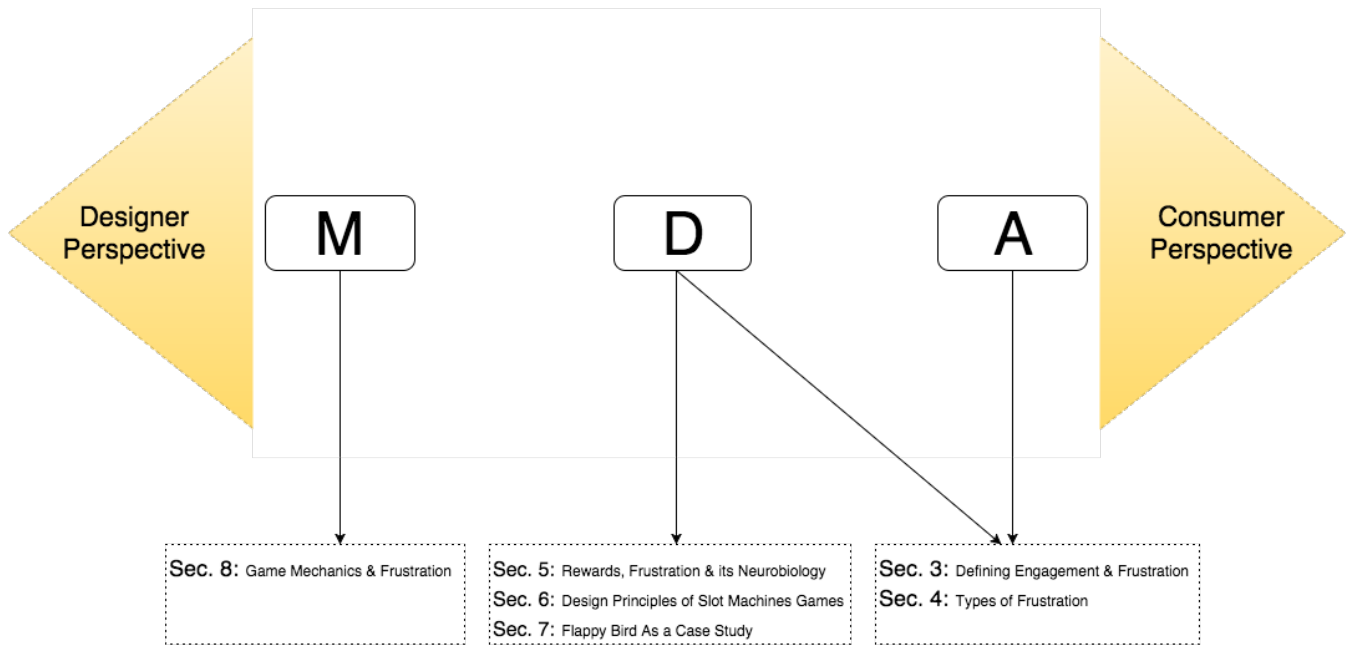 Designer
Perspective
M
D
A
Consumer
Perspective
Sec. 8: Game Mechanics & Frustration
Sec. 5: Rewards, Frustration & its Neurobiology
Sec. 6: Design Principles of Slot Machines Games
Sec. 7: Flappy Bird As a Case Study
Sec. 3: Defining Engagement & Frustration
Sec. 4: Types of Frustration